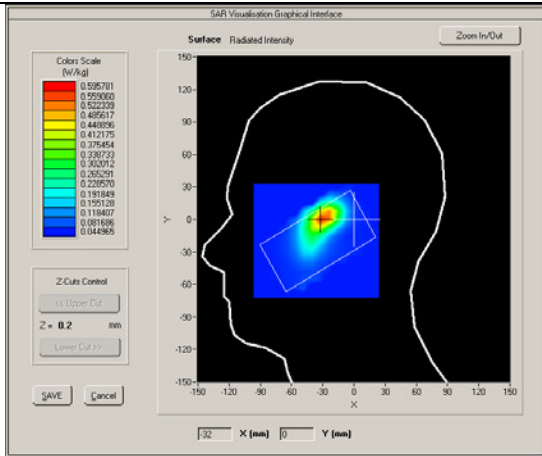 SAR Visualisation Graphical Interface
Surface Radiated Intensity
Zoom In/Out
Colors Scale
(W/kg)
0.595781
0.559060
0.522339
0.485617
0.448896
0.412175
0.375454
0.338733
0.302012
0.265291
0.228570
0.191849
0.155128
0.118407
0.081686
0.044965
150
120
90
60
30
0
-30
-60
-90
-120
-150
Y
-150 -120 -90 -60 -30 0 30 60 90 120 150
X
Z-Cuts Control
<< Upper Cut
Z = 0.2 mm
Lower Cut >>
SAVE Cancel
-32 X (mm) 0 Y (mm)